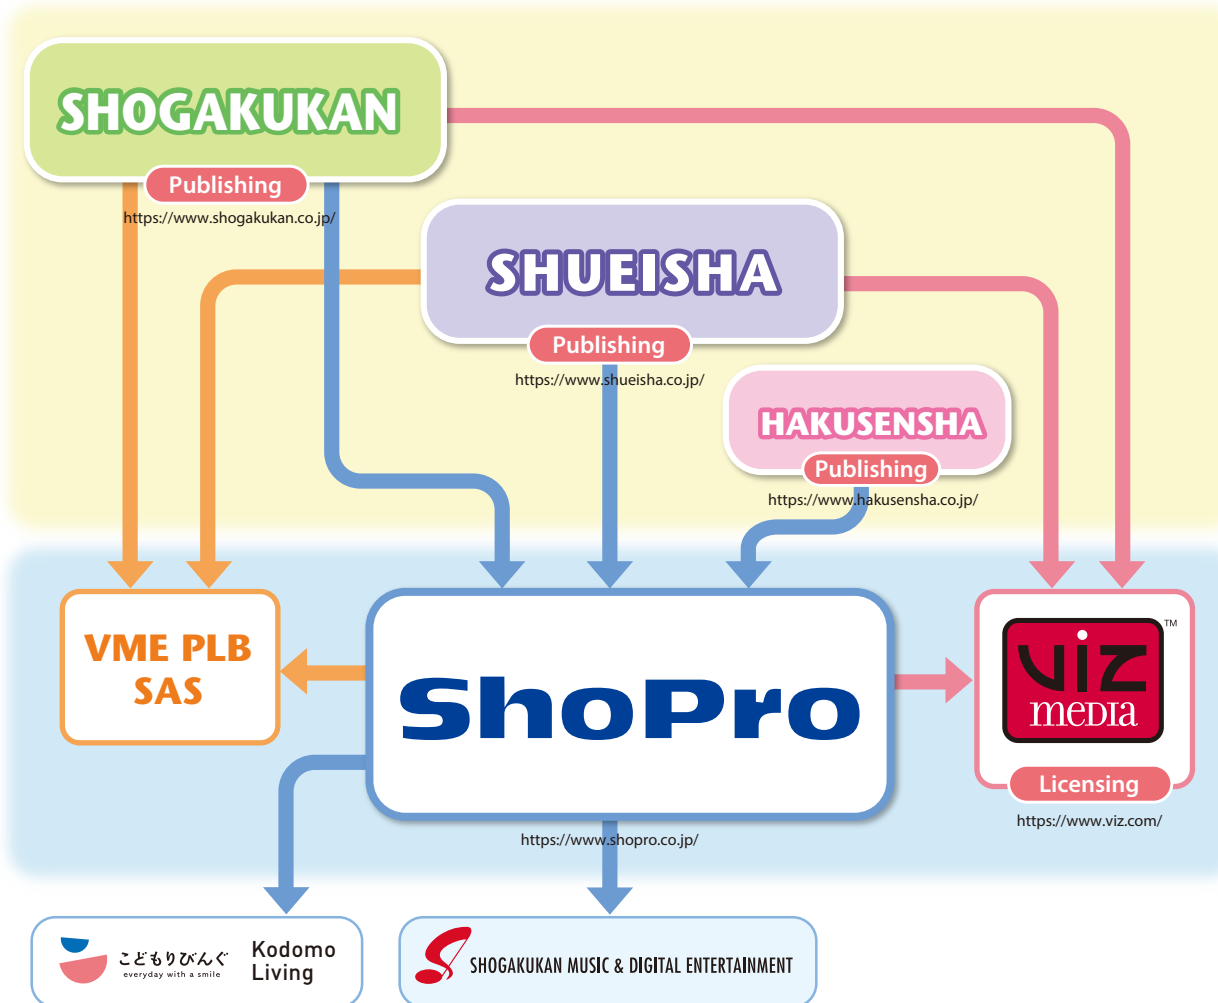 SHOGAKUKAN
Publishing
https://www.shogakukan.co.jp/
SHUEISHA
Publishing
https://www.shueisha.co.jp/
HAKUSENSHA
Publishing
https://www.hakusensha.co.jp/
VME PLB
SAS
ShoPro
https://www.shopro.co.jp/
VIZ
MEDIA
TM
Licensing
https://www.viz.com/
こどもりびんぐ
everyday with a smile
Kodomo
Living
SHOGAKUKAN MUSIC & DIGITAL ENTERTAINMENT